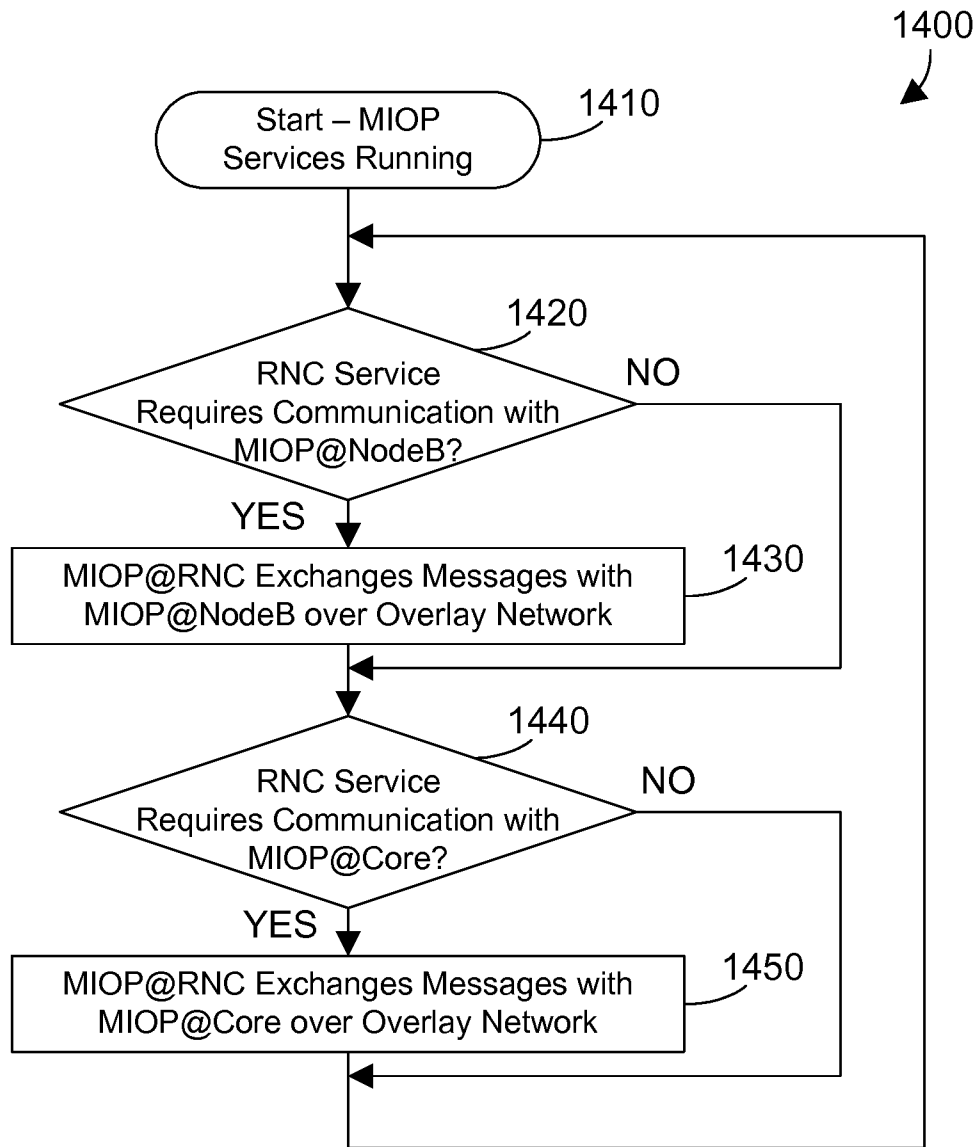 1400
Start – MIOP
Services Running
1410
1420
RNC Service
Requires Communication with
MIOP@NodeB?
NO
YES
MIOP@RNC Exchanges Messages with
MIOP@NodeB over Overlay Network
1430
1440
RNC Service
Requires Communication with
MIOP@Core?
NO
YES
MIOP@RNC Exchanges Messages with
MIOP@Core over Overlay Network
1450